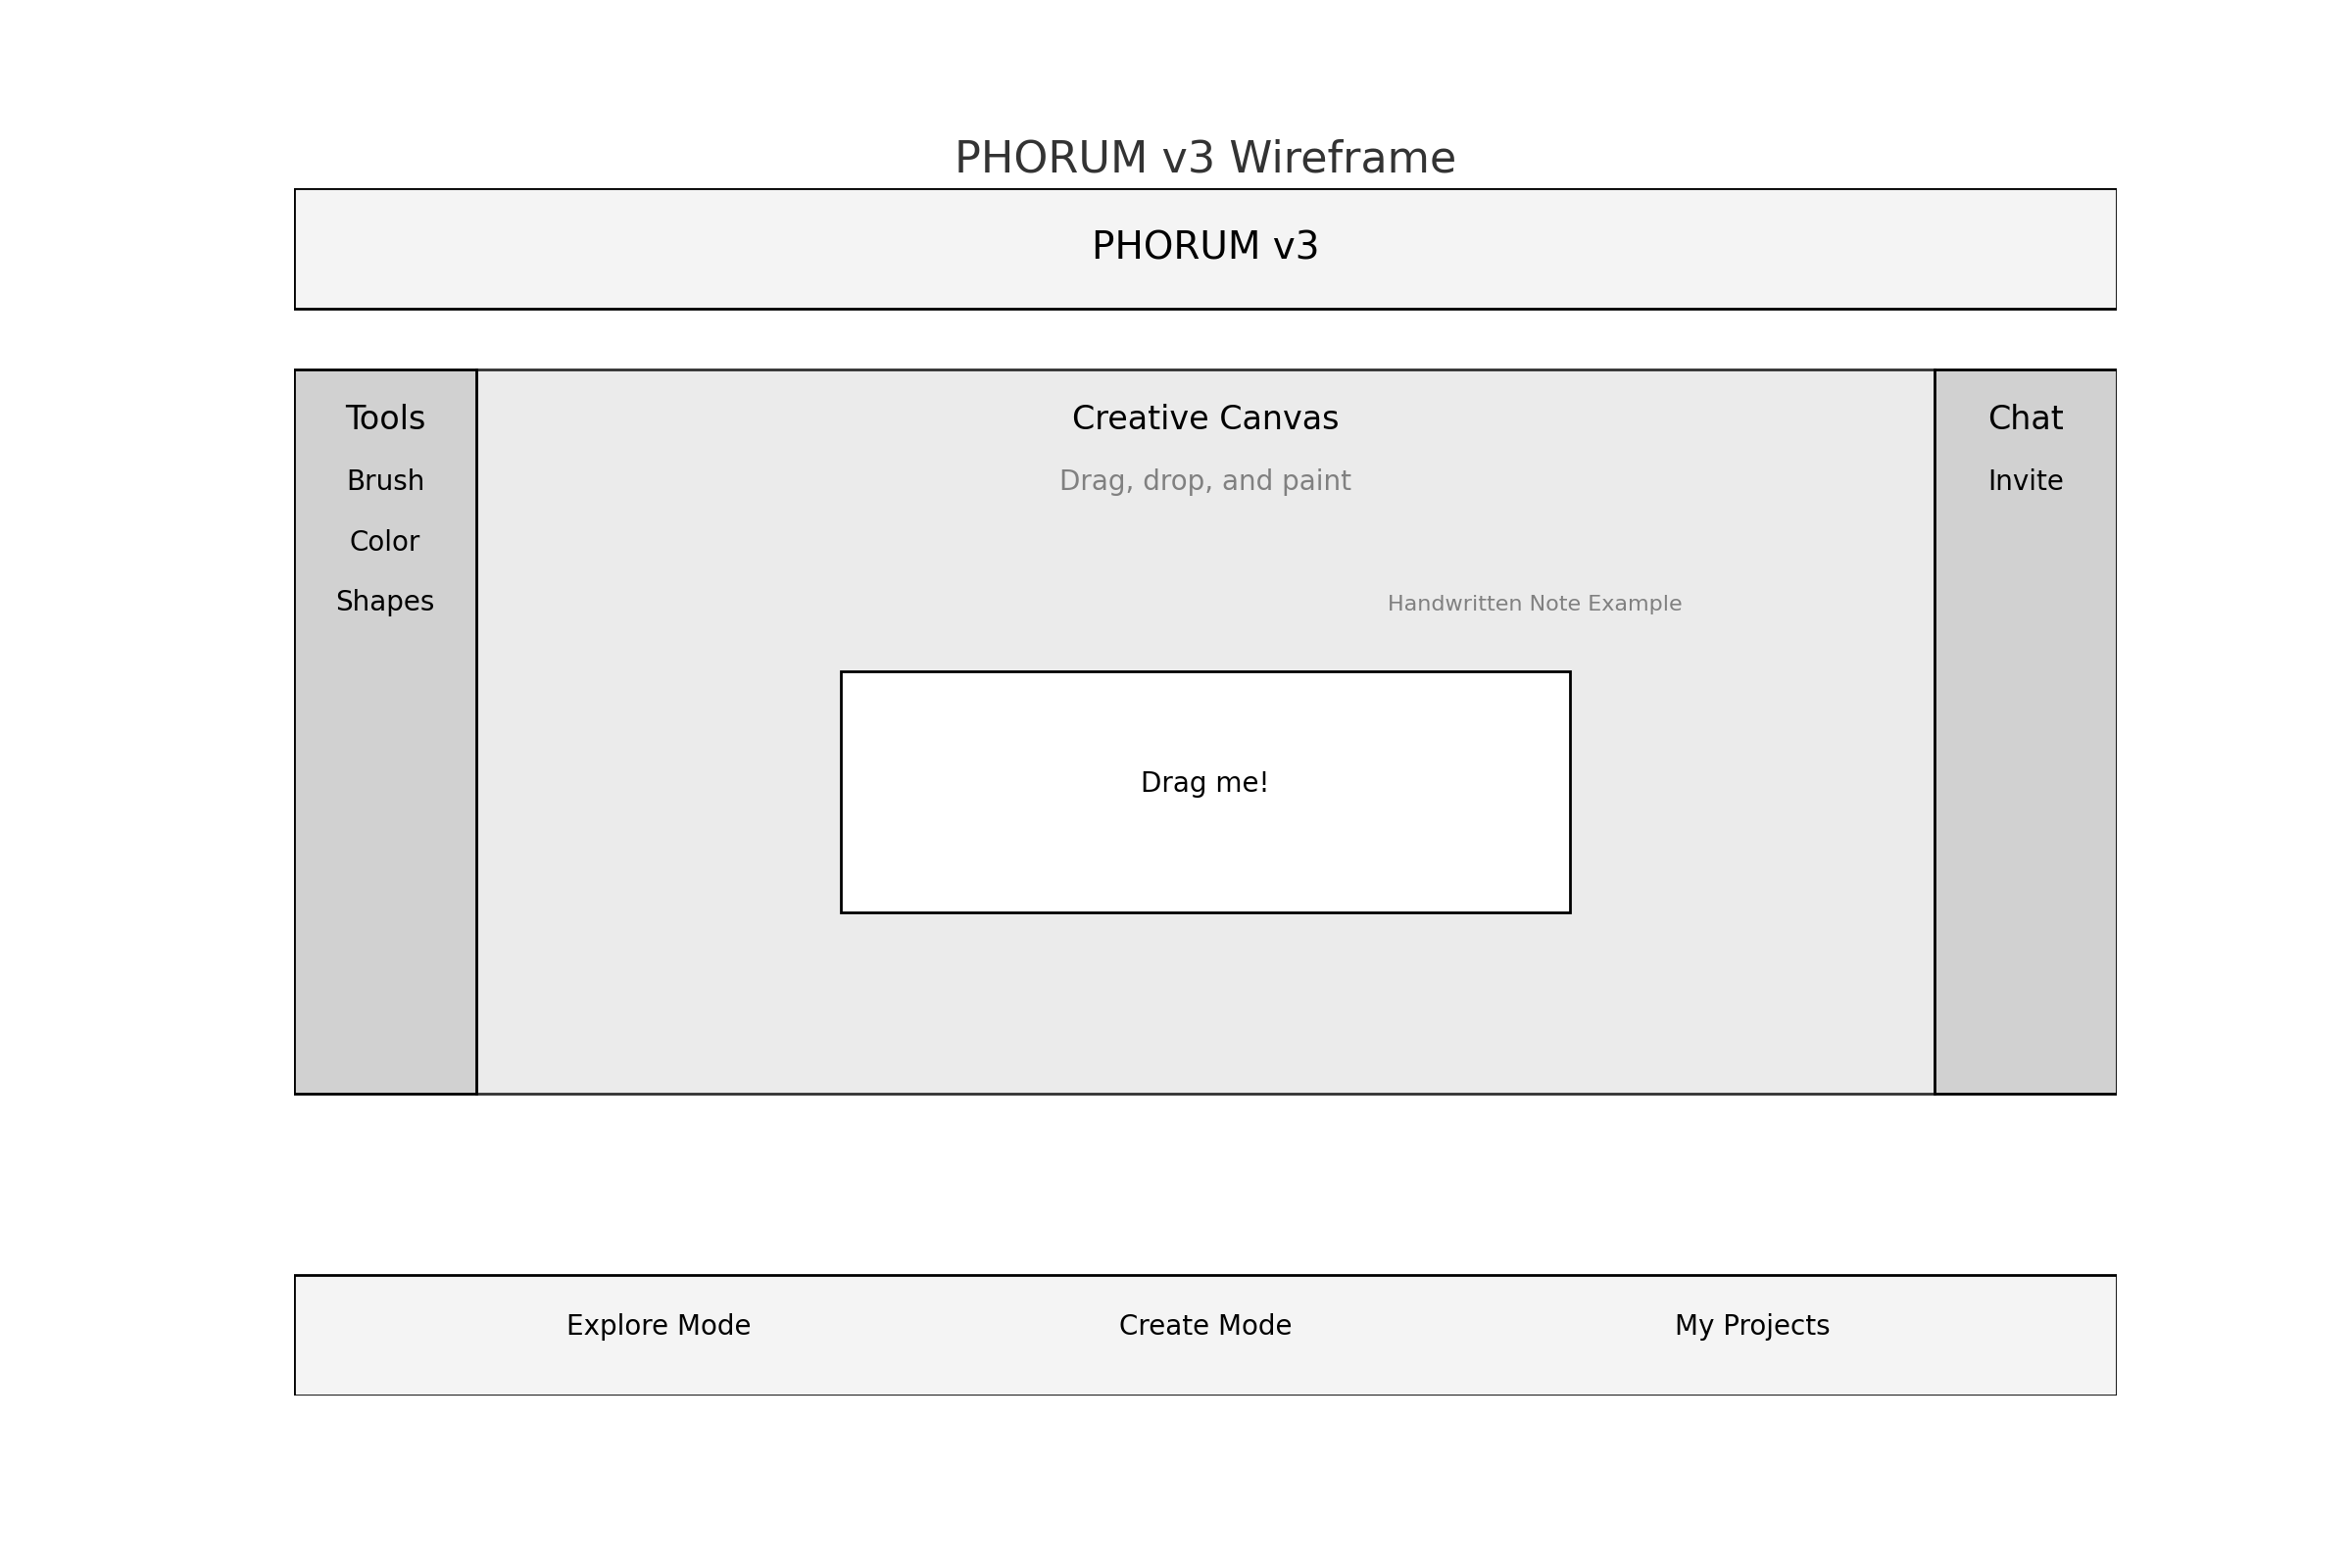 PHORUM v3 Wireframe
PHORUM v3
Tools
Brush
Color
Shapes
Creative Canvas
Drag, drop, and paint
Handwritten Note Example
Drag me!
Chat
Invite
Explore Mode
Create Mode
My Projects